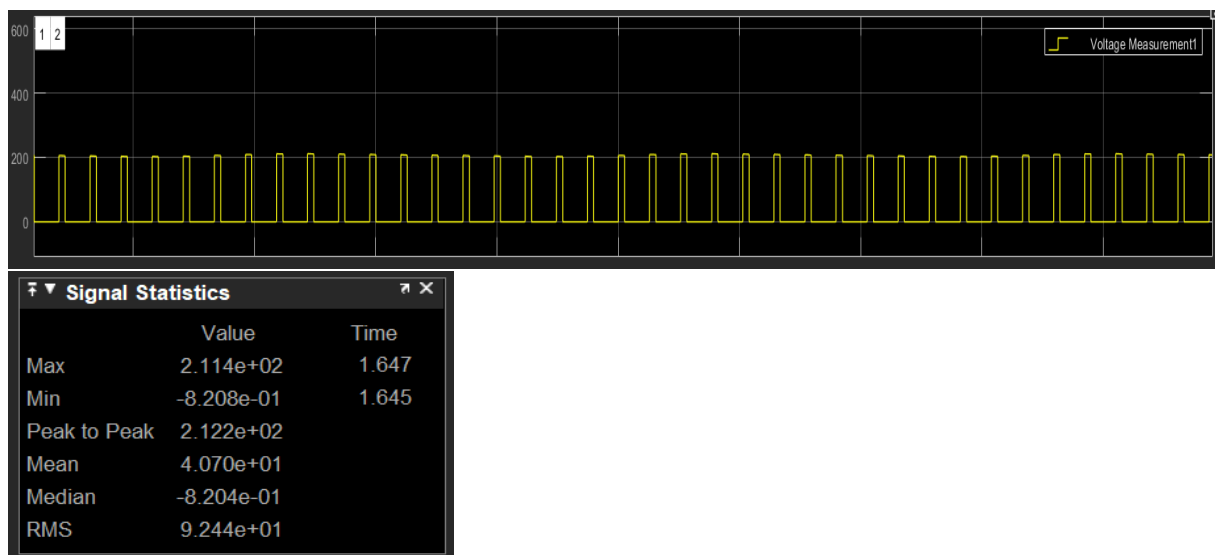 600
1 2
Voltage Measurement1
400
200
0
Signal Statistics
Value Time
Max 2.114e+02 1.647
Min -8.208e-01 1.645
Peak to Peak 2.122e+02
Mean 4.070e+01
Median -8.204e-01
RMS 9.244e+01